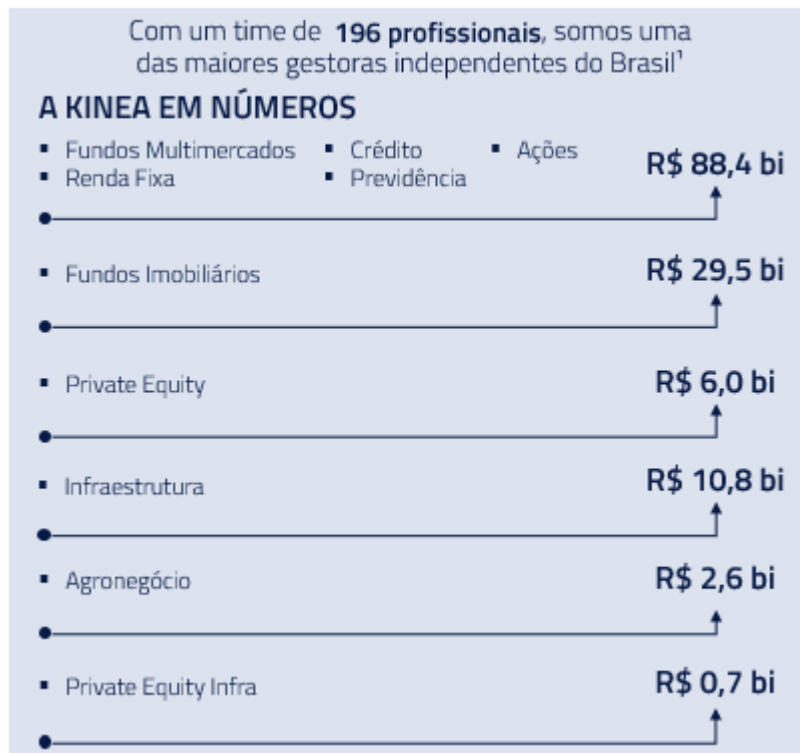 Com um time de 196 profissionais, somos uma
das maiores gestoras independentes do Brasil¹
A KINEA EM NÚMEROS
▪ Fundos Multimercados ▪ Crédito ▪ Ações
▪ Renda Fixa ▪ Previdência
R$ 88,4 bi
▪ Fundos Imobiliários R$ 29,5 bi
▪ Private Equity R$ 6,0 bi
▪ Infraestrutura R$ 10,8 bi
▪ Agronegócio R$ 2,6 bi
▪ Private Equity Infra R$ 0,7 bi